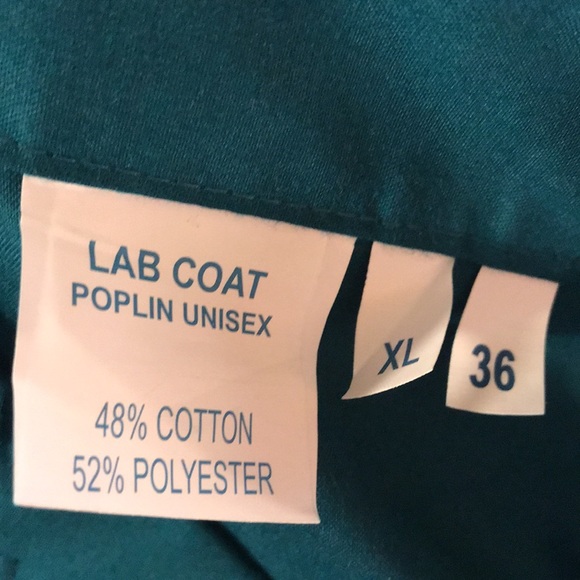 LAB COAT
POPLIN UNISEX
48% COTTON
52% POLYESTER
XL
36